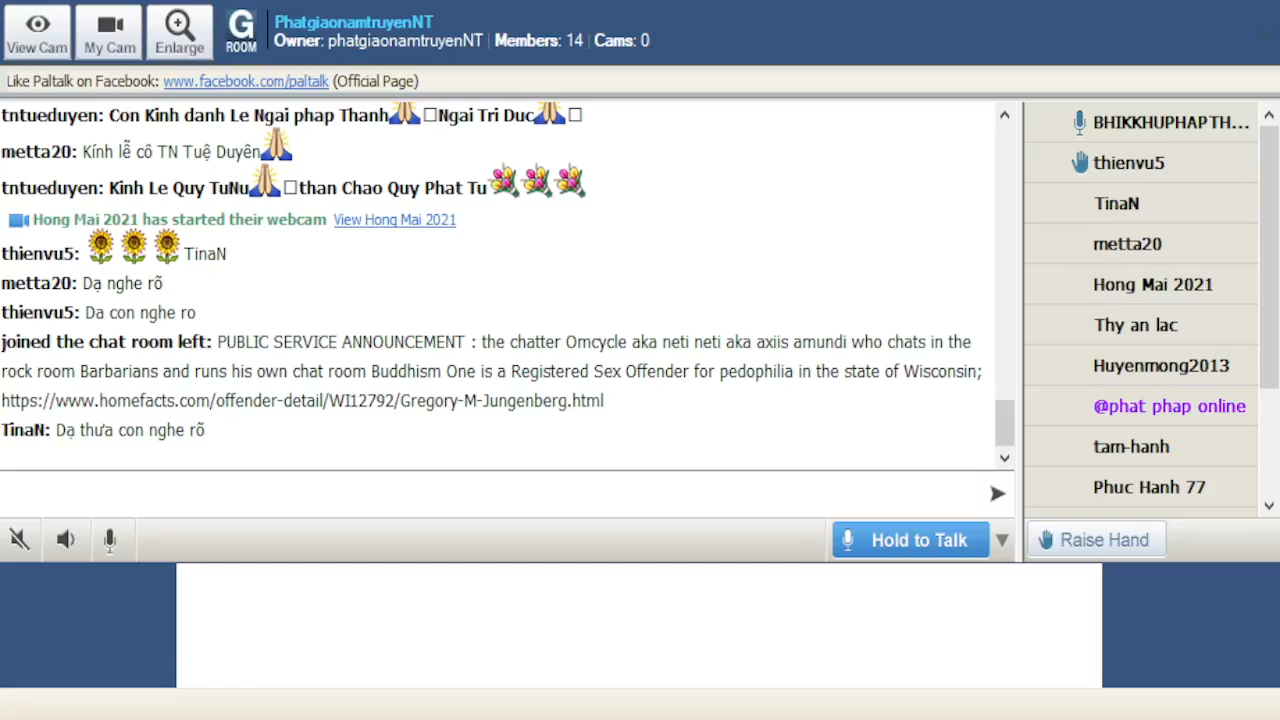 View Cam
My Cam
Enlarge
G
ROOM
PhatgiaonamtruyenNT
Owner: phatgiaonamtruyenNT | Members: 14 | Cams: 0
Like Paltalk on Facebook: www.facebook.com/paltalk (Official Page)
tntueduyen: Con Kinh danh Le Ngai phap Thanh Ngai Tri Duc
metta20: Kính lễ cô TN Tuệ Duyên
tntueduyen: Kinh Le Quy TuNu than Chao Quy Phat Tu
Hong Mai 2021 has started their webcam View Hong Mai 2021
thienvu5: TinaN
metta20: Dạ nghe rõ
thienvu5: Da con nghe ro
joined the chat room left: PUBLIC SERVICE ANNOUNCEMENT : the chatter Omcycle aka neti neti aka axiis amundi who chats in the
rock room Barbarians and runs his own chat room Buddhism One is a Registered Sex Offender for pedophilia in the state of Wisconsin;
https://www.homefacts.com/offender-detail/WI12792/Gregory-M-Jungenberg.html
TinaN: Dạ thưa con nghe rõ
Hold to Talk
BHIKKHUPHAPTH...
thienvu5
TinaN
metta20
Hong Mai 2021
Thy an lac
Huyenmong2013
@phat phap online
tam-hanh
Phuc Hanh 77
Raise Hand